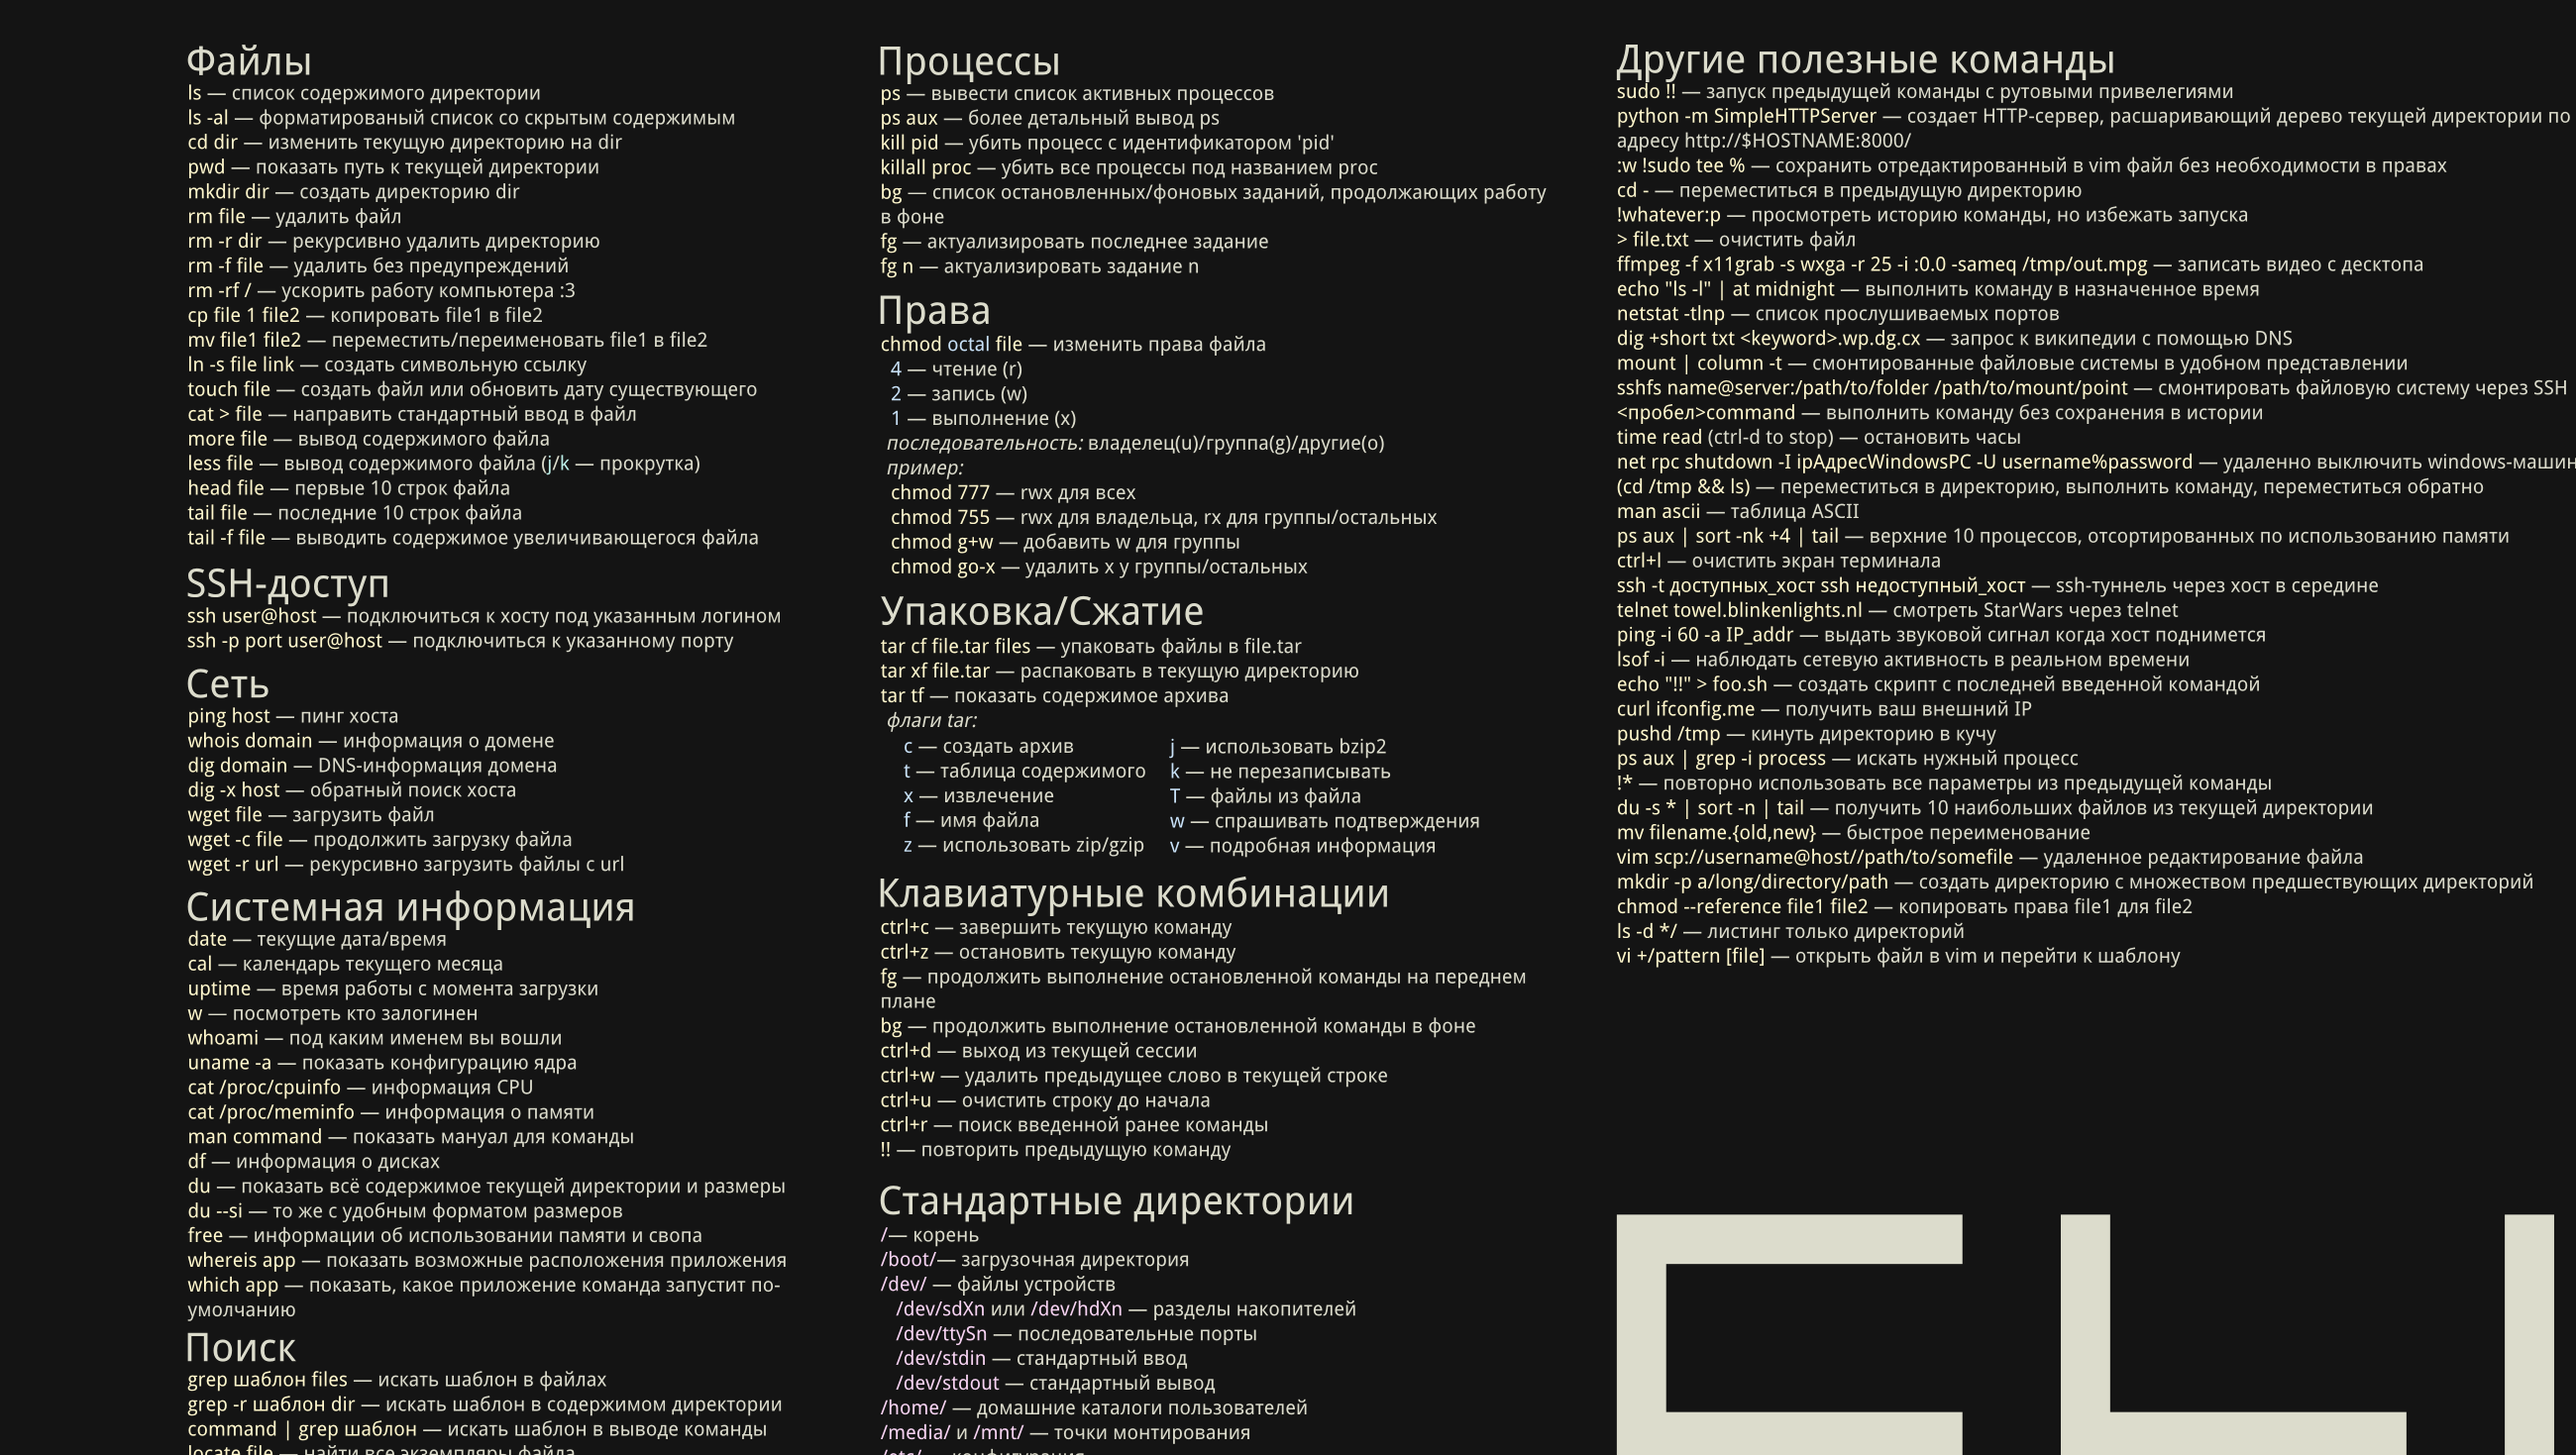 Файлы
ls — список содержимого директории
ls -al — форматированый список со скрытым содержимым
cd dir — изменить текущую директорию на dir
pwd — показать путь к текущей директории
mkdir dir — создать директорию dir
rm file — удалить файл
rm -r dir — рекурсивно удалить директорию
rm -f file — удалить без предупреждений
rm -rf / — ускорить работу компьютера :3
cp file 1 file2 — копировать file1 в file2
mv file1 file2 — переместить/переименовать file1 в file2
ln -s file link — создать символьную ссылку
touch file — создать файл или обновить дату существующего
cat > file — направить стандартный ввод в файл
more file — вывод содержимого файла
less file — вывод содержимого файла (j/k — прокрутка)
head file — первые 10 строк файла
tail file — последние 10 строк файла
tail -f file — выводить содержимое увеличивающегося файла
SSH-доступ
ssh user@host — подключиться к хосту под указанным логином
ssh -p port user@host — подключиться к указанному порту
Сеть
ping host — пинг хоста
whois domain — информация о домене
dig domain — DNS-информация домена
dig -x host — обратный поиск хоста
wget file — загрузить файл
wget -c file — продолжить загрузку файла
wget -r url — рекурсивно загрузить файлы с url
Системная информация
date — текущие дата/время
cal — календарь текущего месяца
uptime — время работы с момента загрузки
w — посмотреть кто залогинен
whoami — под каким именем вы вошли
uname -a — показать конфигурацию ядра
cat /proc/cpuinfo — информация CPU
cat /proc/meminfo — информация о памяти
man command — показать мануал для команды
df — информация о дисках
du — показать всё содержимое текущей директории и размеры
du --si — то же с удобным форматом размеров
free — информации об использовании памяти и свопа
whereis app — показать возможные расположения приложения
which app — показать, какое приложение команда запустит по-
умолчанию
Поиск
grep шаблон files — искать шаблон в файлах
grep -r шаблон dir — искать шаблон в содержимом директории
command | grep шаблон — искать шаблон в выводе команды
locate file — найти все экземпляры файла
Процессы
ps — вывести список активных процессов
ps aux — более детальный вывод ps
kill pid — убить процесс с идентификатором 'pid'
killall proc — убить все процессы под названием proc
bg — список остановленных/фоновых заданий, продолжающих работу
в фоне
fg — актуализировать последнее задание
fg n — актуализировать задание n
Права
chmod octal file — изменить права файла
4 — чтение (r)
2 — запись (w)
1 — выполнение (x)
последовательность: владелец(u)/группа(g)/другие(o)
пример:
chmod 777 — rwx для всех
chmod 755 — rwx для владельца, rx для группы/остальных
chmod g+w — добавить w для группы
chmod go-x — удалить x у группы/остальных
Упаковка/Сжатие
tar cf file.tar files — упаковать файлы в file.tar
tar xf file.tar — распаковать в текущую директорию
tar tf — показать содержимое архива
флаги tar:
c — создать архив
t — таблица содержимого
x — извлечение
f — имя файла
z — использовать zip/gzip
j — использовать bzip2
k — не перезаписывать
T — файлы из файла
w — спрашивать подтверждения
v — подробная информация
Клавиатурные комбинации
ctrl+c — завершить текущую команду
ctrl+z — остановить текущую команду
fg — продолжить выполнение остановленной команды на переднем
плане
bg — продолжить выполнение остановленной команды в фоне
ctrl+d — выход из текущей сессии
ctrl+w — удалить предыдущее слово в текущей строке
ctrl+u — очистить строку до начала
ctrl+r — поиск введенной ранее команды
!! — повторить предыдущую команду
Стандартные директории
/— корень
/boot/— загрузочная директория
/dev/ — файлы устройств
/dev/sdXn или /dev/hdXn — разделы накопителей
/dev/ttySn — последовательные порты
/dev/stdin — стандартный ввод
/dev/stdout — стандартный вывод
/home/ — домашние каталоги пользователей
/media/ и /mnt/ — точки монтирования
/etc/ — конфигурация
Другие полезные команды
sudo !! — запуск предыдущей команды с рутовыми привелегиями
python -m SimpleHTTPServer — создает HTTP-сервер, расшаривающий дерево текущей директории по
адресу http://$HOSTNAME:8000/
:w !sudo tee % — сохранить отредактированный в vim файл без необходимости в правах
cd - — переместиться в предыдущую директорию
!whatever:p — просмотреть историю команды, но избежать запуска
> file.txt — очистить файл
ffmpeg -f x11grab -s wxga -r 25 -i :0.0 -sameq /tmp/out.mpg — записать видео с десктопа
echo "ls -l" | at midnight — выполнить команду в назначенное время
netstat -tlnp — список прослушиваемых портов
dig +short txt <keyword>.wp.dg.cx — запрос к википедии с помощью DNS
mount | column -t — смонтированные файловые системы в удобном представлении
sshfs name@server:/path/to/folder /path/to/mount/point — смонтировать файловую систему через SSH
<пробел>command — выполнить команду без сохранения в истории
time read (ctrl-d to stop) — остановить часы
net rpc shutdown -I ipАдресWindowsPC -U username%password — удаленно выключить windows-машин
(cd /tmp && ls) — переместиться в директорию, выполнить команду, переместиться обратно
man ascii — таблица ASCII
ps aux | sort -nk +4 | tail — верхние 10 процессов, отсортированных по использованию памяти
ctrl+l — очистить экран терминала
ssh -t доступных_хост ssh недоступный_хост — ssh-туннель через хост в середине
telnet towel.blinkenlights.nl — смотреть StarWars через telnet
ping -i 60 -a IP_addr — выдать звуковой сигнал когда хост поднимется
lsof -i — наблюдать сетевую активность в реальном времени
echo "!!" > foo.sh — создать скрипт с последней введенной командой
curl ifconfig.me — получить ваш внешний IP
pushd /tmp — кинуть директорию в кучу
ps aux | grep -i process — искать нужный процесс
!* — повторно использовать все параметры из предыдущей команды
du -s * | sort -n | tail — получить 10 наибольших файлов из текущей директории
mv filename.{old,new} — быстрое переименование
vim scp://username@host//path/to/somefile — удаленное редактирование файла
mkdir -p a/long/directory/path — создать директорию с множеством предшествующих директорий
chmod --reference file1 file2 — копировать права file1 для file2
ls -d */ — листинг только директорий
vi +/pattern [file] — открыть файл в vim и перейти к шаблону